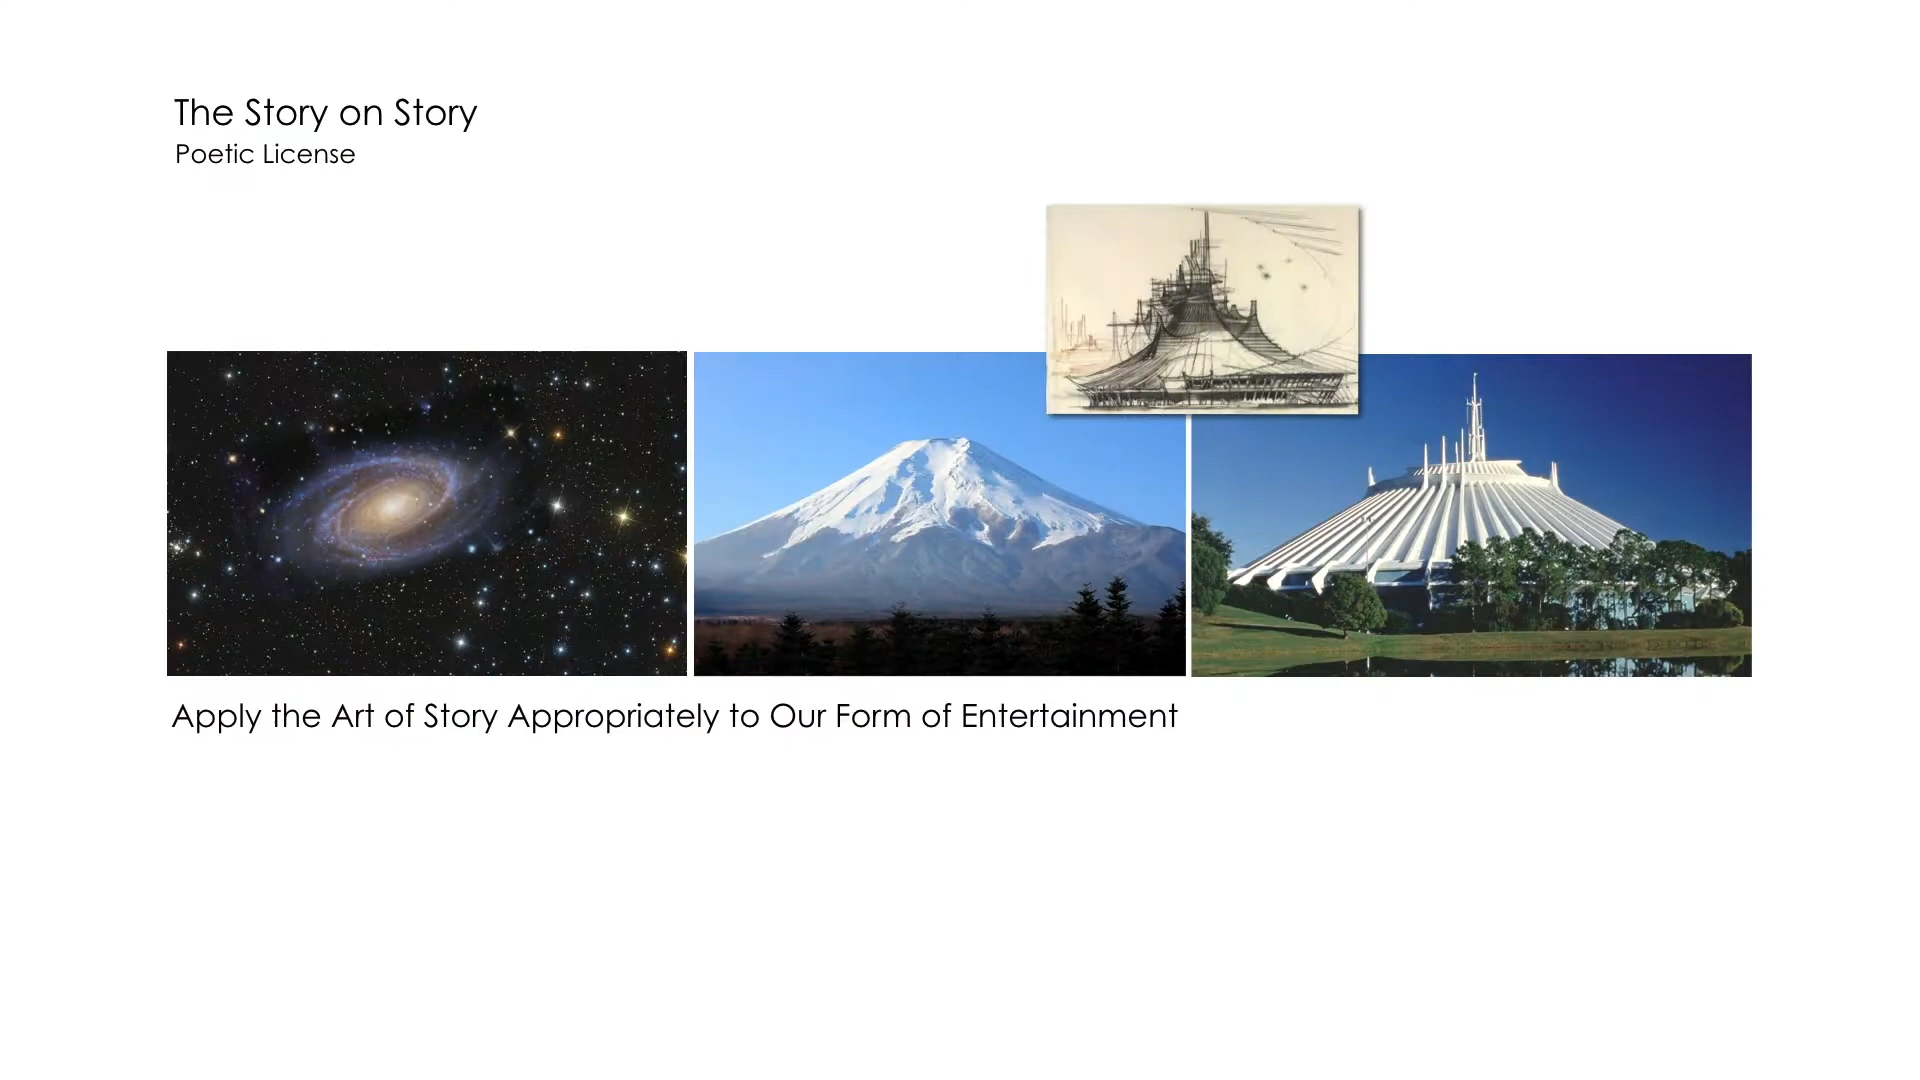 The Story on Story
Poetic License
Apply the Art of Story Appropriately to Our Form of Entertainment